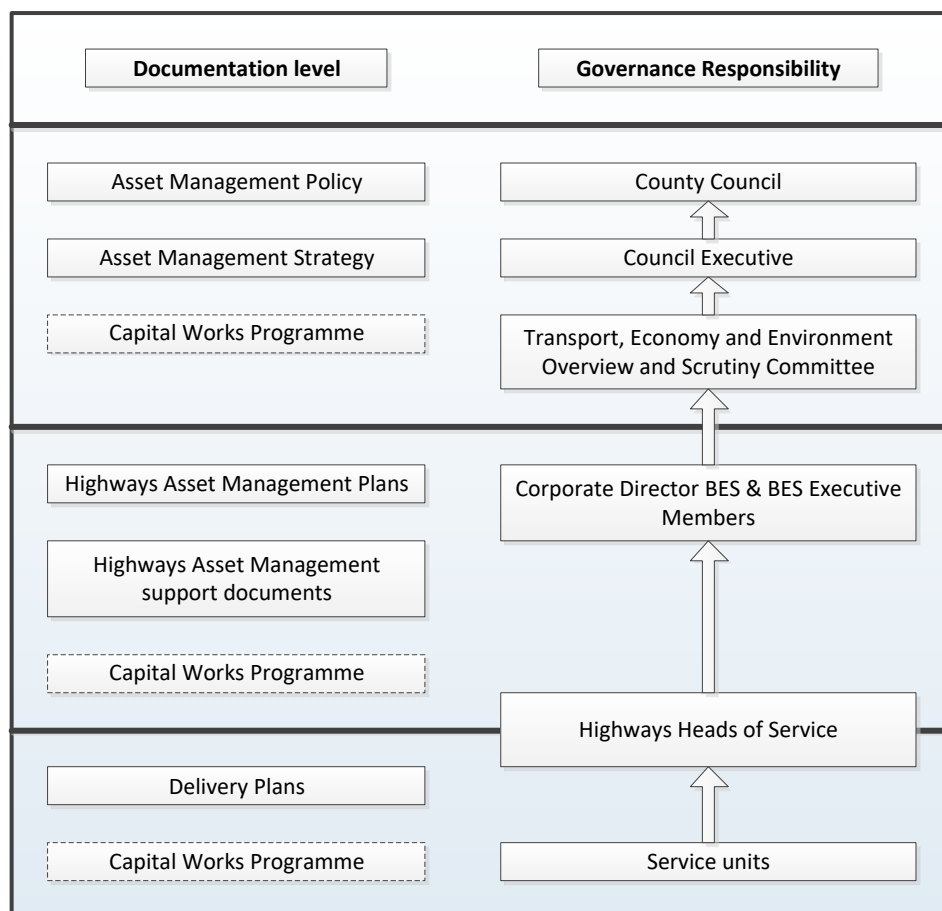 Documentation level
Governance Responsibility
Asset Management Policy
County Council
Asset Management Strategy
Council Executive
Capital Works Programme
Transport, Economy and Environment
Overview and Scrutiny Committee
Highways Asset Management Plans
Corporate Director BES & BES Executive
Members
Highways Asset Management
support documents
Capital Works Programme
Highways Heads of Service
Delivery Plans
Capital Works Programme
Service units